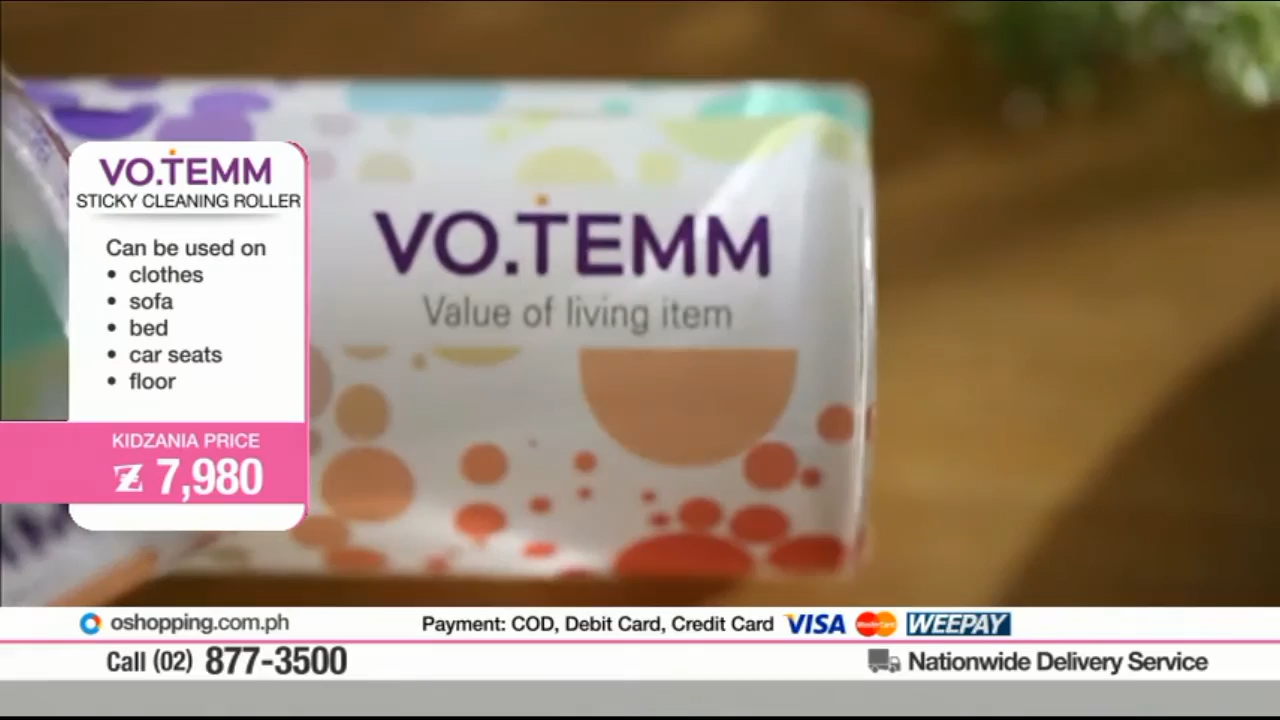 VO.TEMM
STICKY CLEANING ROLLER
Can be used on
• clothes
• sofa
• bed
• car seats
• floor
KIDZANIA PRICE
7,980
VO.TEMM
Value of living item
oshopping.com.ph
Payment: COD, Debit Card, Credit Card VISA MasterCard WEEPAY
Call (02) 877-3500
Nationwide Delivery Service